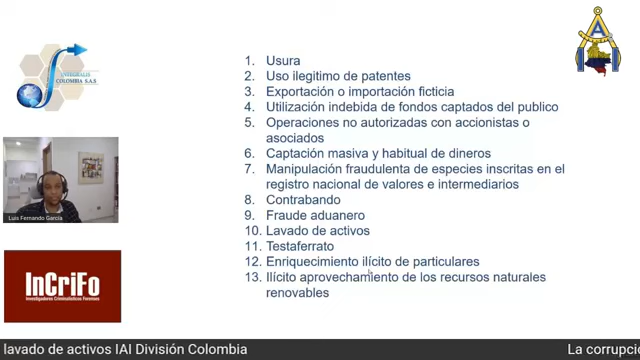 INTEGRALIS
COLOMBIA S.A.S
Luis Fernando García
InCriFo
Investigadores Criminalísticos Forenses
1. Usura
2. Uso ilegitimo de patentes
3. Exportación o importación ficticia
4. Utilización indebida de fondos captados del publico
5. Operaciones no autorizadas con accionistas o
asociados
6. Captación masiva y habitual de dineros
7. Manipulación fraudulenta de especies inscritas en el
registro nacional de valores e intermediarios
8. Contrabando
9. Fraude aduanero
10. Lavado de activos
11. Testaferrato
12. Enriquecimiento ilícito de particulares
13. Ilícito aprovechamiento de los recursos naturales
renovables
lavado de activos IAI División Colombia
La corrupció